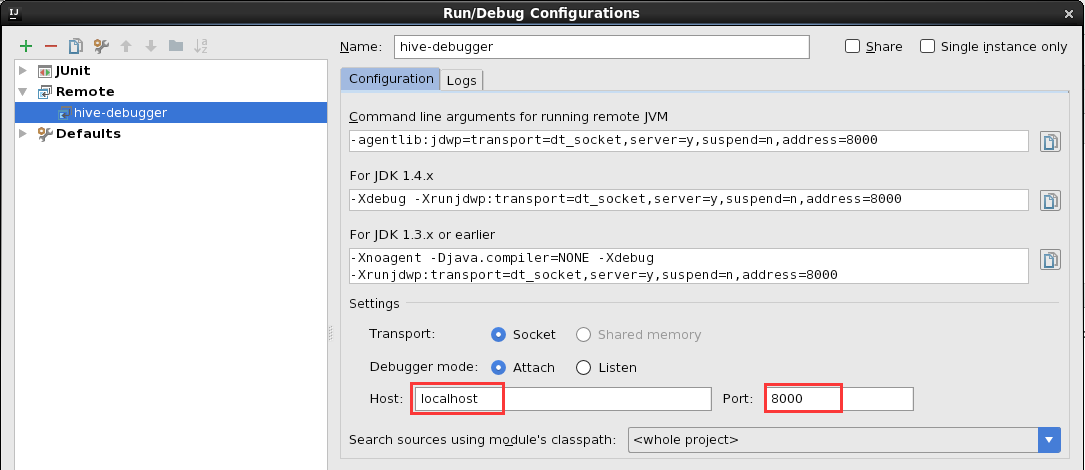 Run/Debug Configurations
JUnit
Remote
hive-debugger
Defaults
Name: hive-debugger Share Single instance only
Configuration Logs
Command line arguments for running remote JVM
-agentlib:jdwp=transport=dt_socket,server=y,suspend=n,address=8000
For JDK 1.4.x
-Xdebug -Xrunjdwp:transport=dt_socket,server=y,suspend=n,address=8000
For JDK 1.3.x or earlier
-Xnoagent -Djava.compiler=NONE -Xdebug
-Xrunjdwp:transport=dt_socket,server=y,suspend=n,address=8000
Settings
Transport: Socket Shared memory
Debugger mode: Attach Listen
Host: localhost Port: 8000
Search sources using module's classpath: <whole project>